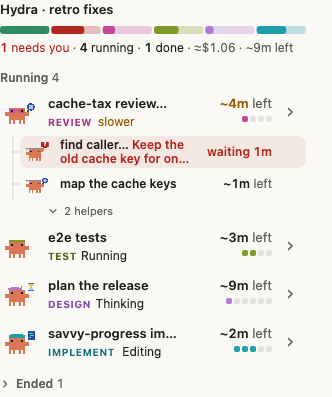 Hydra · retro fixes
1 needs you · 4 running · 1 done · ≈$1.06 · ~9m left
Running 4
cache-tax review... ~4m left
REVIEW slower
find caller... Keep the
old cache key for on... waiting 1m
map the cache keys ~1m left
2 helpers
e2e tests ~3m left
TEST Running
plan the release ~9m left
DESIGN Thinking
savvy-progress im... ~2m left
IMPLEMENT Editing
Ended 1